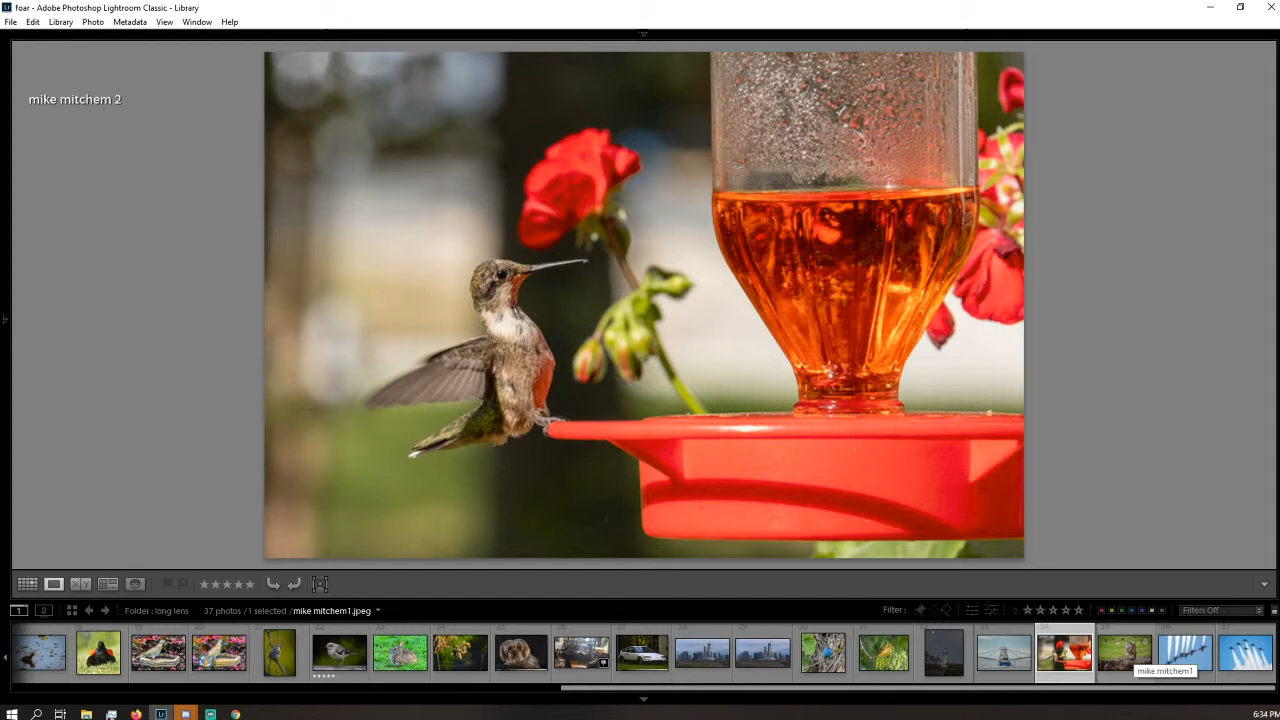 foar - Adobe Photoshop Lightroom Classic - Library
File Edit Library Photo Metadata View Window Help
mike mitchem 2
1 2 Folder : long lens 37 photos / 1 selected / mike mitchem1.jpeg Filter : Filters Off
mike mitchem1
6:34 PM